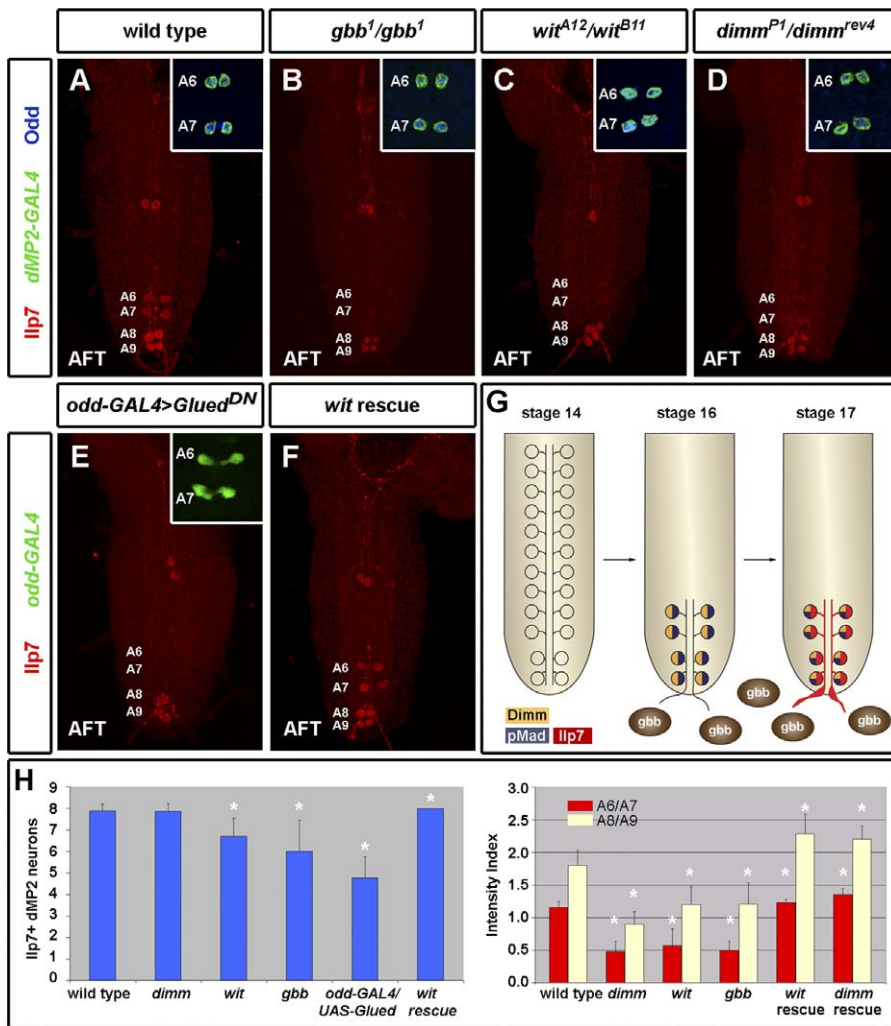 wild type
gbb1/gbb1
witA12/witB11
dimmP1/dimmrev4
Ilp7 dMP2-GAL4 Odd
A
A6
A7
A6
A7
A8
A9
AFT
B
A6
A7
A6
A7
A8
A9
AFT
C
A6
A7
A6
A7
A8
A9
AFT
D
A6
A7
A6
A7
A8
A9
AFT
odd-GAL4>GluedDN
wit rescue
Ilp7 odd-GAL4
E
A6
A7
A6
A7
A8
A9
AFT
F
A6
A7
A8
A9
AFT
G
stage 14
stage 16
stage 17
gbb
gbb
gbb
gbb
gbb
Dimm
pMad Ilp7
H
Ilp7+ dMP2 neurons
9
8
7
6
5
4
3
2
1
0
* * * *
wild type dimm wit gbb odd-GAL4/UAS-Glued wit rescue
Intensity Index
3.0
2.5
2.0
1.5
1.0
0.5
0.0
A6/A7
A8/A9
* * * * * * * * * *
wild type dimm wit gbb wit rescue dimm rescue